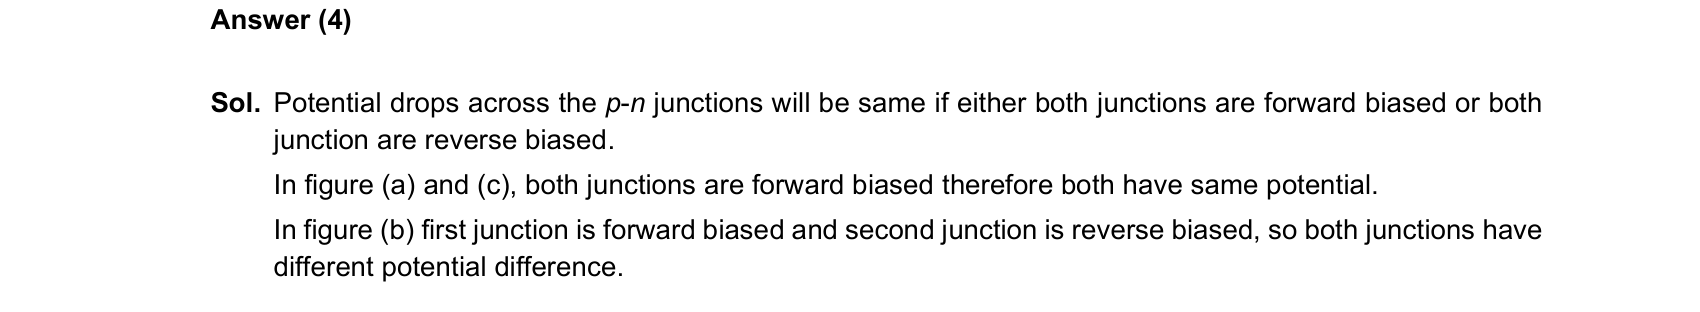 Answer (4)
Sol. Potential drops across the p-n junctions will be same if either both junctions are forward biased or both
junction are reverse biased.
In figure (a) and (c), both junctions are forward biased therefore both have same potential.
In figure (b) first junction is forward biased and second junction is reverse biased, so both junctions have
different potential difference.